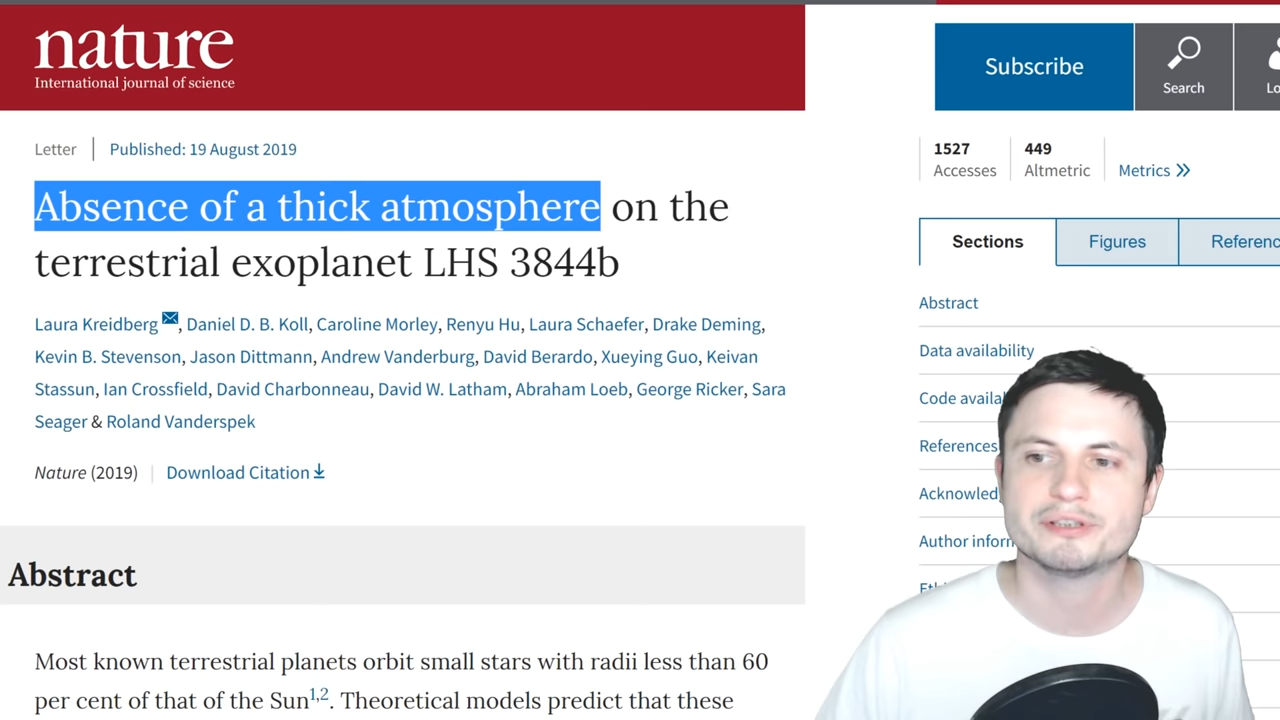 nature
International journal of science
Subscribe
Search
Letter
Published: 19 August 2019
1527
Accesses
449
Altmetric
Metrics
Absence of a thick atmosphere on the
terrestrial exoplanet LHS 3844b
Laura Kreidberg, Daniel D. B. Koll, Caroline Morley, Renyu Hu, Laura Schaefer, Drake Deming,
Kevin B. Stevenson, Jason Dittmann, Andrew Vanderburg, David Berardo, Xueying Guo, Keivan
Stassun, Ian Crossfield, David Charbonneau, David W. Latham, Abraham Loeb, George Ricker, Sara
Seager & Roland Vanderspek
Nature (2019)
Download Citation
Abstract
Most known terrestrial planets orbit small stars with radii less than 60
per cent of that of the Sun1,2. Theoretical models predict that these
Sections
Figures
Abstract
Data availability
Code
References
Author